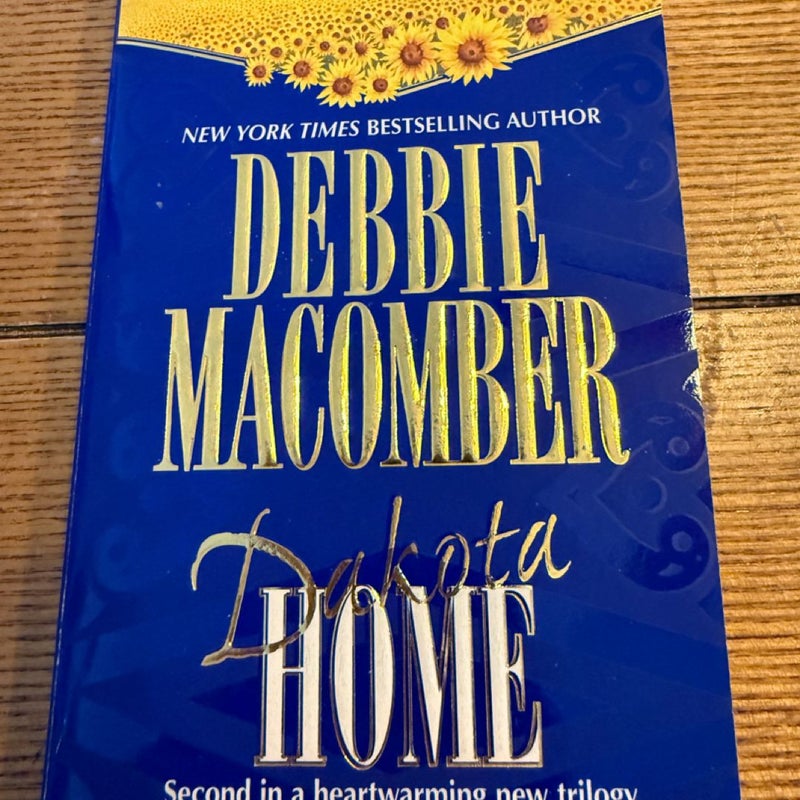 NEW YORK TIMES BESTSELLING AUTHOR
DEBBIE
MACOMBER
Dakota
HOME
Second in a heartwarming new trilogy